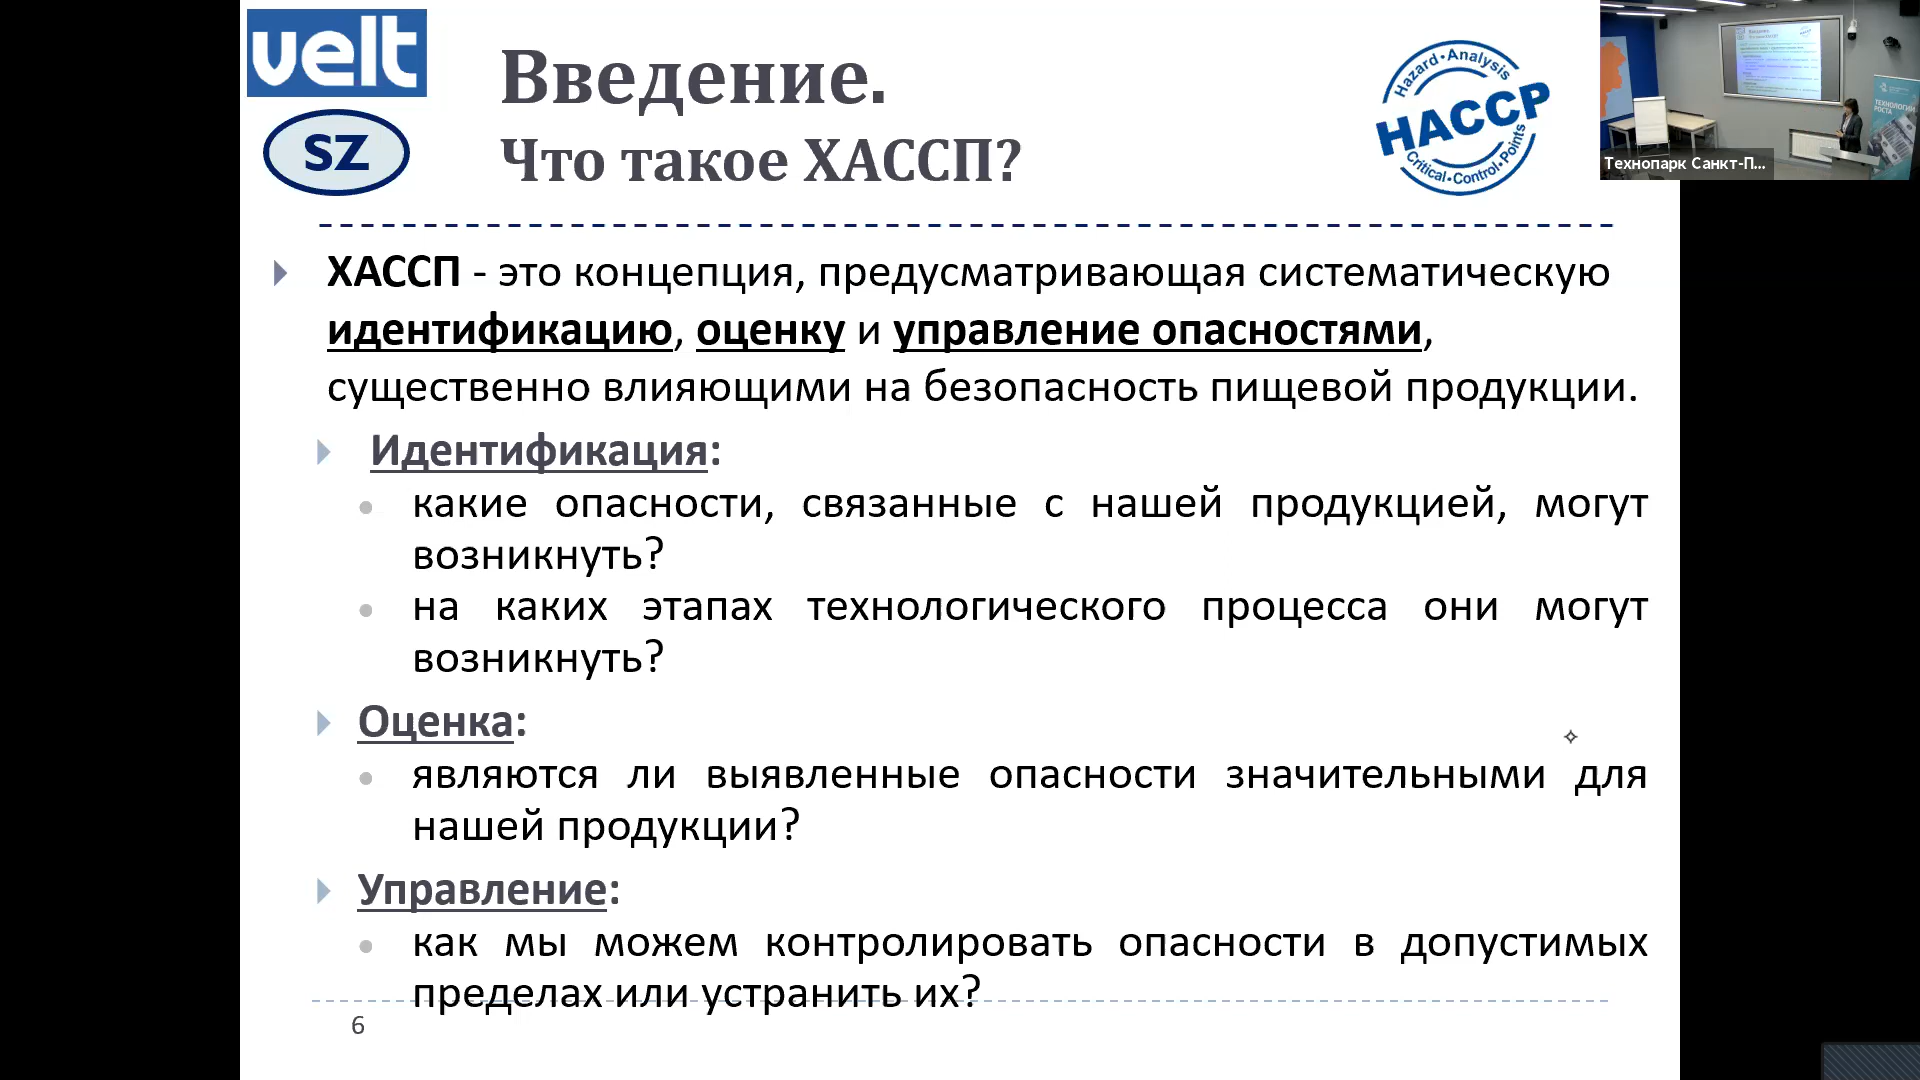 velt
SZ
Введение.
Что такое ХАССП?
Hazard•Analysis
HACCP
Critical•Control•Points
ТЕХНОЛОГИИ
РОСТА
Технопарк Санкт-П...
ХАССП - это концепция, предусматривающая систематическую
идентификацию, оценку и управление опасностями,
существенно влияющими на безопасность пищевой продукции.
Идентификация:
какие опасности, связанные с нашей продукцией, могут
возникнуть?
на каких этапах технологического процесса они могут
возникнуть?
Оценка:
являются ли выявленные опасности значительными для
нашей продукции?
Управление:
как мы можем контролировать опасности в допустимых
пределах или устранить их?
6